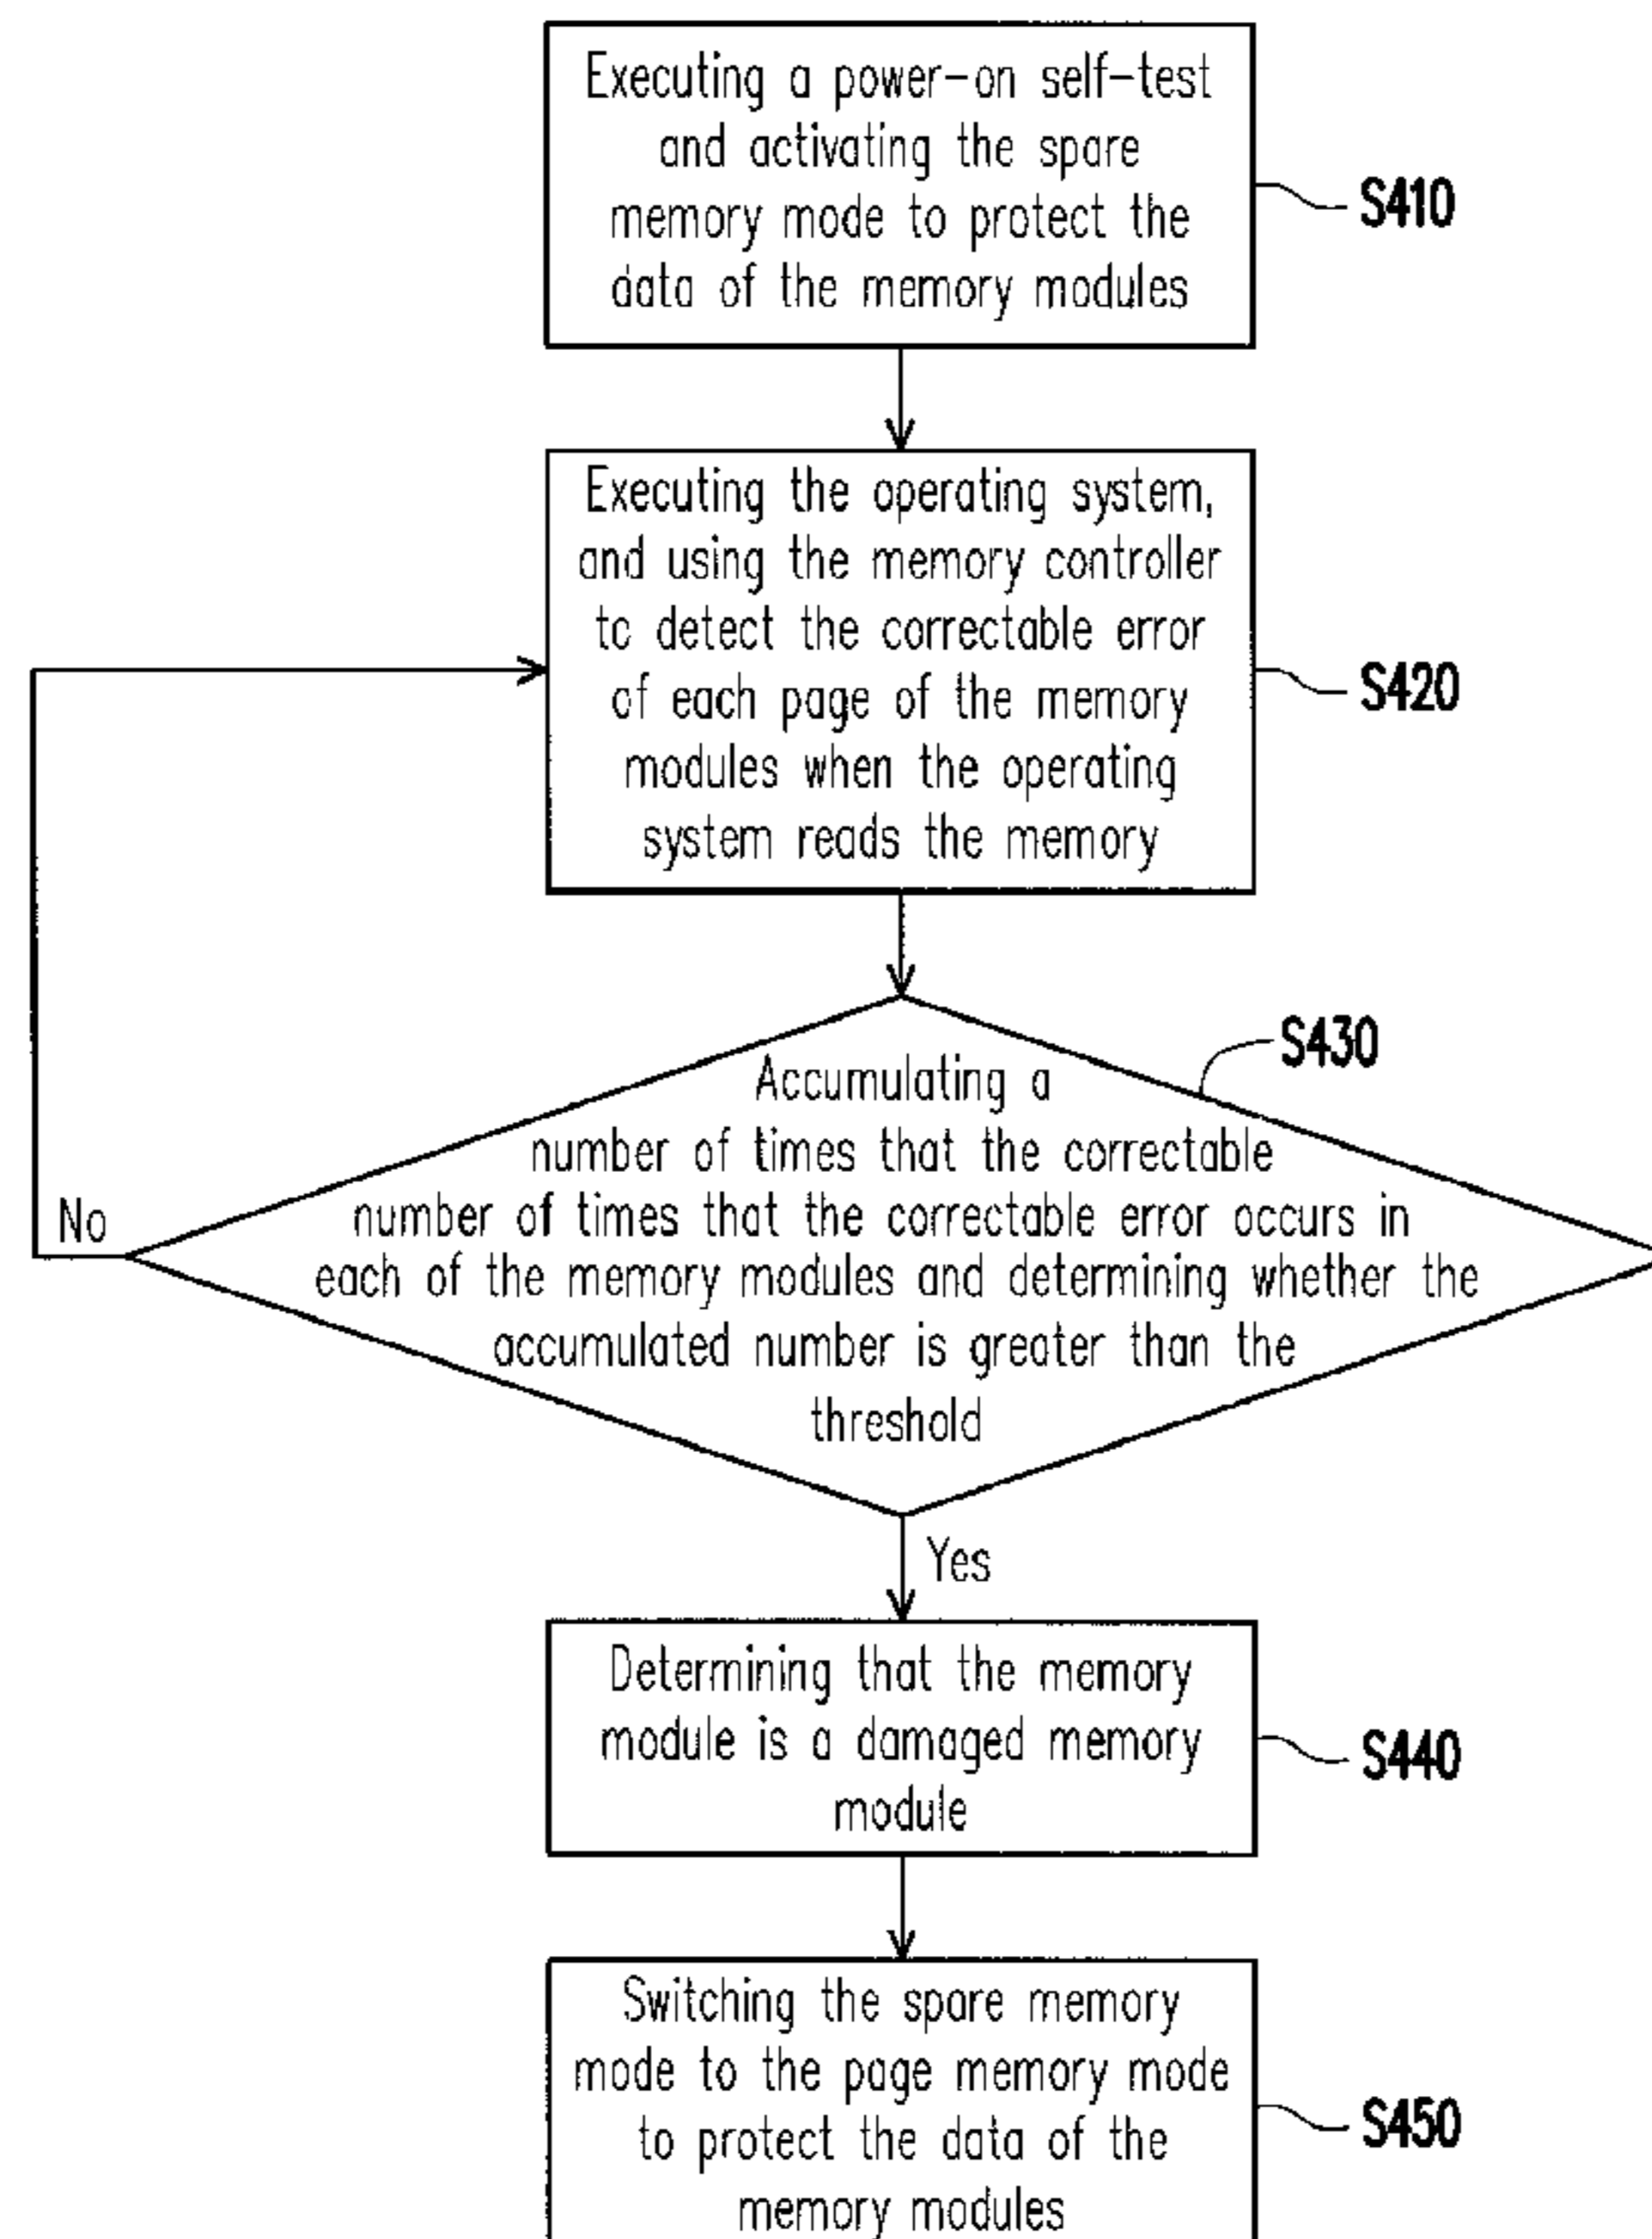 Executing a power-on self-test
and activating the spare
memory mode to protect the
data of the memory modules
S410
Executing the operating system,
and using the memory controller
to detect the correctable error
of each page of the memory
modules when the operating
system reads the memory
S420
S430
Accumulating a
number of times that the correctable
number of times that the correctable error occurs in
each of the memory modules and determining whether the
accumulated number is greater than the
threshold
No
Yes
Determining that the memory
module is a damaged memory
module
S440
Switching the spare memory
mode to the page memory mode
to protect the data of the
memory modules
S450